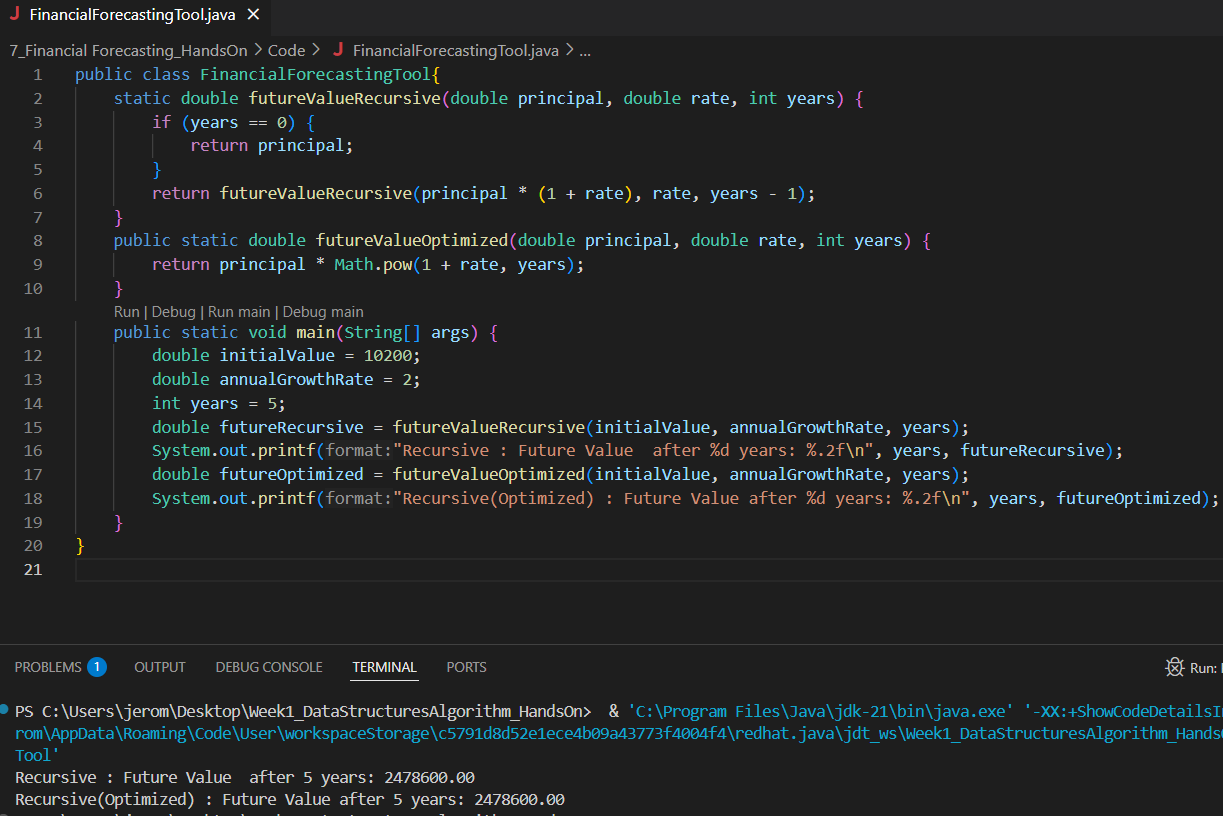 FinancialForecastingTool.java
7_Financial Forecasting_HandsOn > Code > FinancialForecastingTool.java > ...
1 public class FinancialForecastingTool{
2 static double futureValueRecursive(double principal, double rate, int years) {
3 if (years == 0) {
4 return principal;
5 }
6 return futureValueRecursive(principal * (1 + rate), rate, years - 1);
7 }
8 public static double futureValueOptimized(double principal, double rate, int years) {
9 return principal * Math.pow(1 + rate, years);
10 }
Run | Debug | Run main | Debug main
11 public static void main(String[] args) {
12 double initialValue = 10200;
13 double annualGrowthRate = 2;
14 int years = 5;
15 double futureRecursive = futureValueRecursive(initialValue, annualGrowthRate, years);
16 System.out.printf(format:"Recursive : Future Value  after %d years: %.2f\n", years, futureRecursive);
17 double futureOptimized = futureValueOptimized(initialValue, annualGrowthRate, years);
18 System.out.printf(format:"Recursive(Optimized) : Future Value after %d years: %.2f\n", years, futureOptimized);
19 }
20 }
21
PROBLEMS 1 OUTPUT DEBUG CONSOLE TERMINAL PORTS Run:
PS C:\Users\jerom\Desktop\Week1_DataStructuresAlgorithm_HandsOn>  & 'C:\Program Files\Java\jdk-21\bin\java.exe' '-XX:+ShowCodeDetailsIn
rom\AppData\Roaming\Code\User\workspaceStorage\c5791d8d52e1ece4b09a43773f4004f4\redhat.java\jdt_ws\Week1_DataStructuresAlgorithm_Hands
Tool'
Recursive : Future Value  after 5 years: 2478600.00
Recursive(Optimized) : Future Value after 5 years: 2478600.00